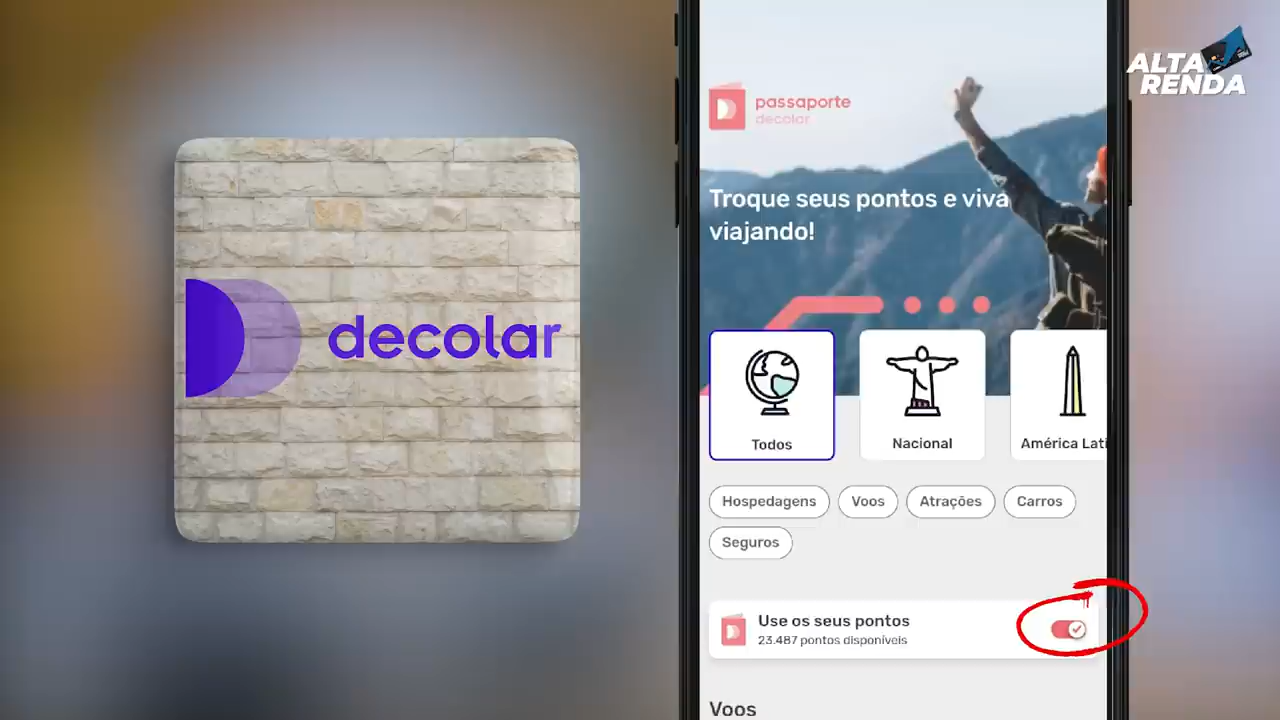 ALTA
RENDA
decolar
passaporte
decolar
Troque seus pontos e viva
viajando!
Todos
Nacional
América Lati
Hospedagens
Voos
Atrações
Carros
Seguros
Use os seus pontos
23.487 pontos disponíveis
Voos